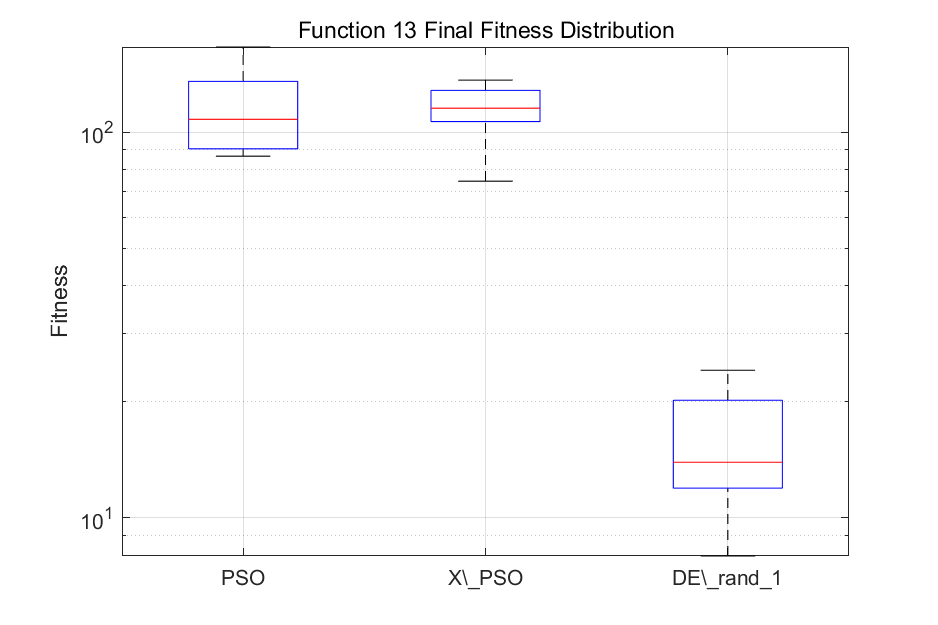 Function 13 Final Fitness Distribution
10^2
Fitness
10^1
PSO X\_PSO DE\_rand_1